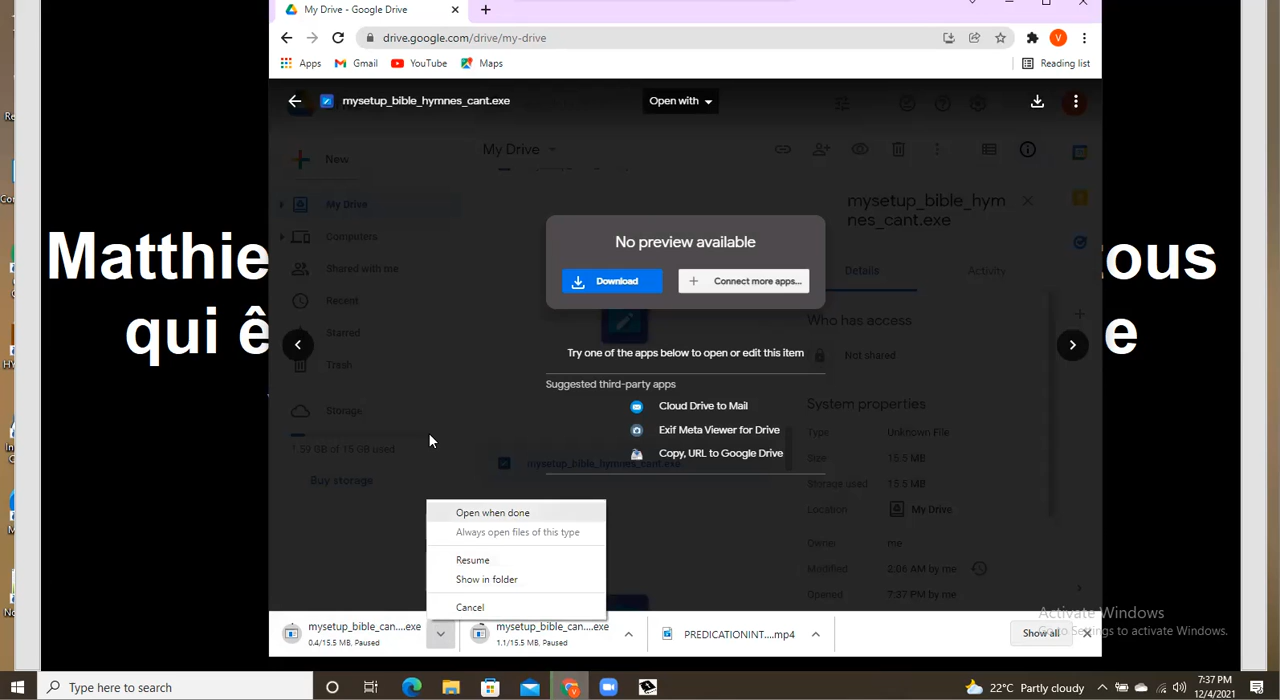 My Drive - Google Drive
drive.google.com/drive/my-drive
Apps Gmail YouTube Maps Reading list
mysetup_bible_hymnes_cant.exe Open with
New
My Drive
mysetup_bible_hymn
nes_cant.exe
My Drive
Computers
Shared with me
Recent
Starred
Trash
Storage
1.59 GB of 15 GB used
Buy storage
No preview available
Download Connect more apps...
Try one of the apps below to open or edit this item
Suggested third-party apps
Cloud Drive to Mail
Exif Meta Viewer for Drive
Copy, URL to Google Drive
mysetup_bible_hymnes_cant.exe
Details Activity
Who has access
Not shared
System properties
Type Unknown File
Size 15.5 MB
Storage used 15.5 MB
Location My Drive
Owner me
Modified 2:06 AM by me
Opened 7:37 PM by me
Matthie tous
qui ê e
Open when done
Always open files of this type
Resume
Show in folder
Cancel
mysetup_bible_can....exe
0.4/15.5 MB, Paused
mysetup_bible_can....exe
1.1/15.5 MB, Paused
PREDICATIONINT....mp4
Show all
Activate Windows
Go to Settings to activate Windows.
Type here to search
22°C Partly cloudy
7:37 PM
12/4/2021